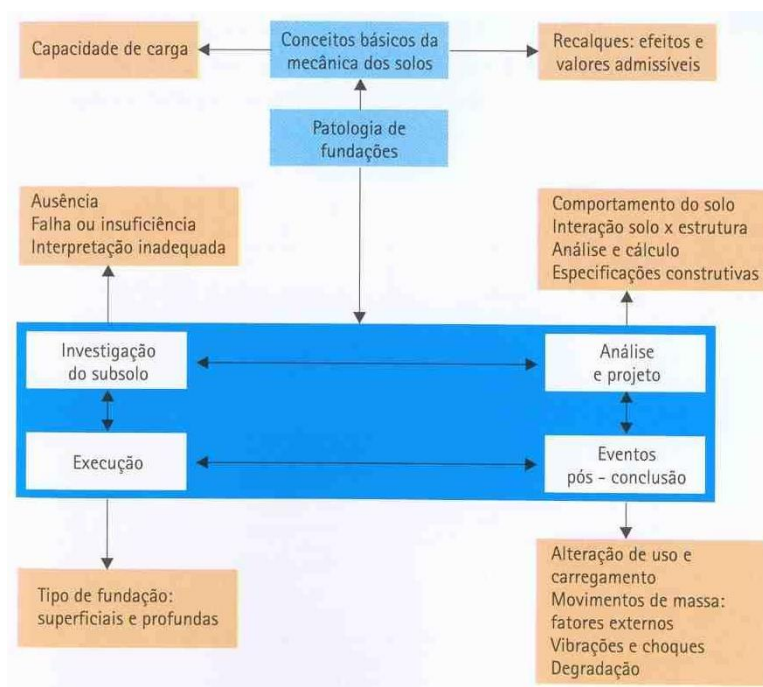 Capacidade de carga
Conceitos básicos da
mecânica dos solos
Recalques: efeitos e
valores admissíveis
Patologia de
fundações
Ausência
Falha ou insuficiência
Interpretação inadequada
Comportamento do solo
Interação solo x estrutura
Análise e cálculo
Especificações construtivas
Investigação
do subsolo
Análise
e projeto
Execução
Eventos
pós - conclusão
Tipo de fundação:
superficiais e profundas
Alteração de uso e
carregamento
Movimentos de massa:
fatores externos
Vibrações e choques
Degradação